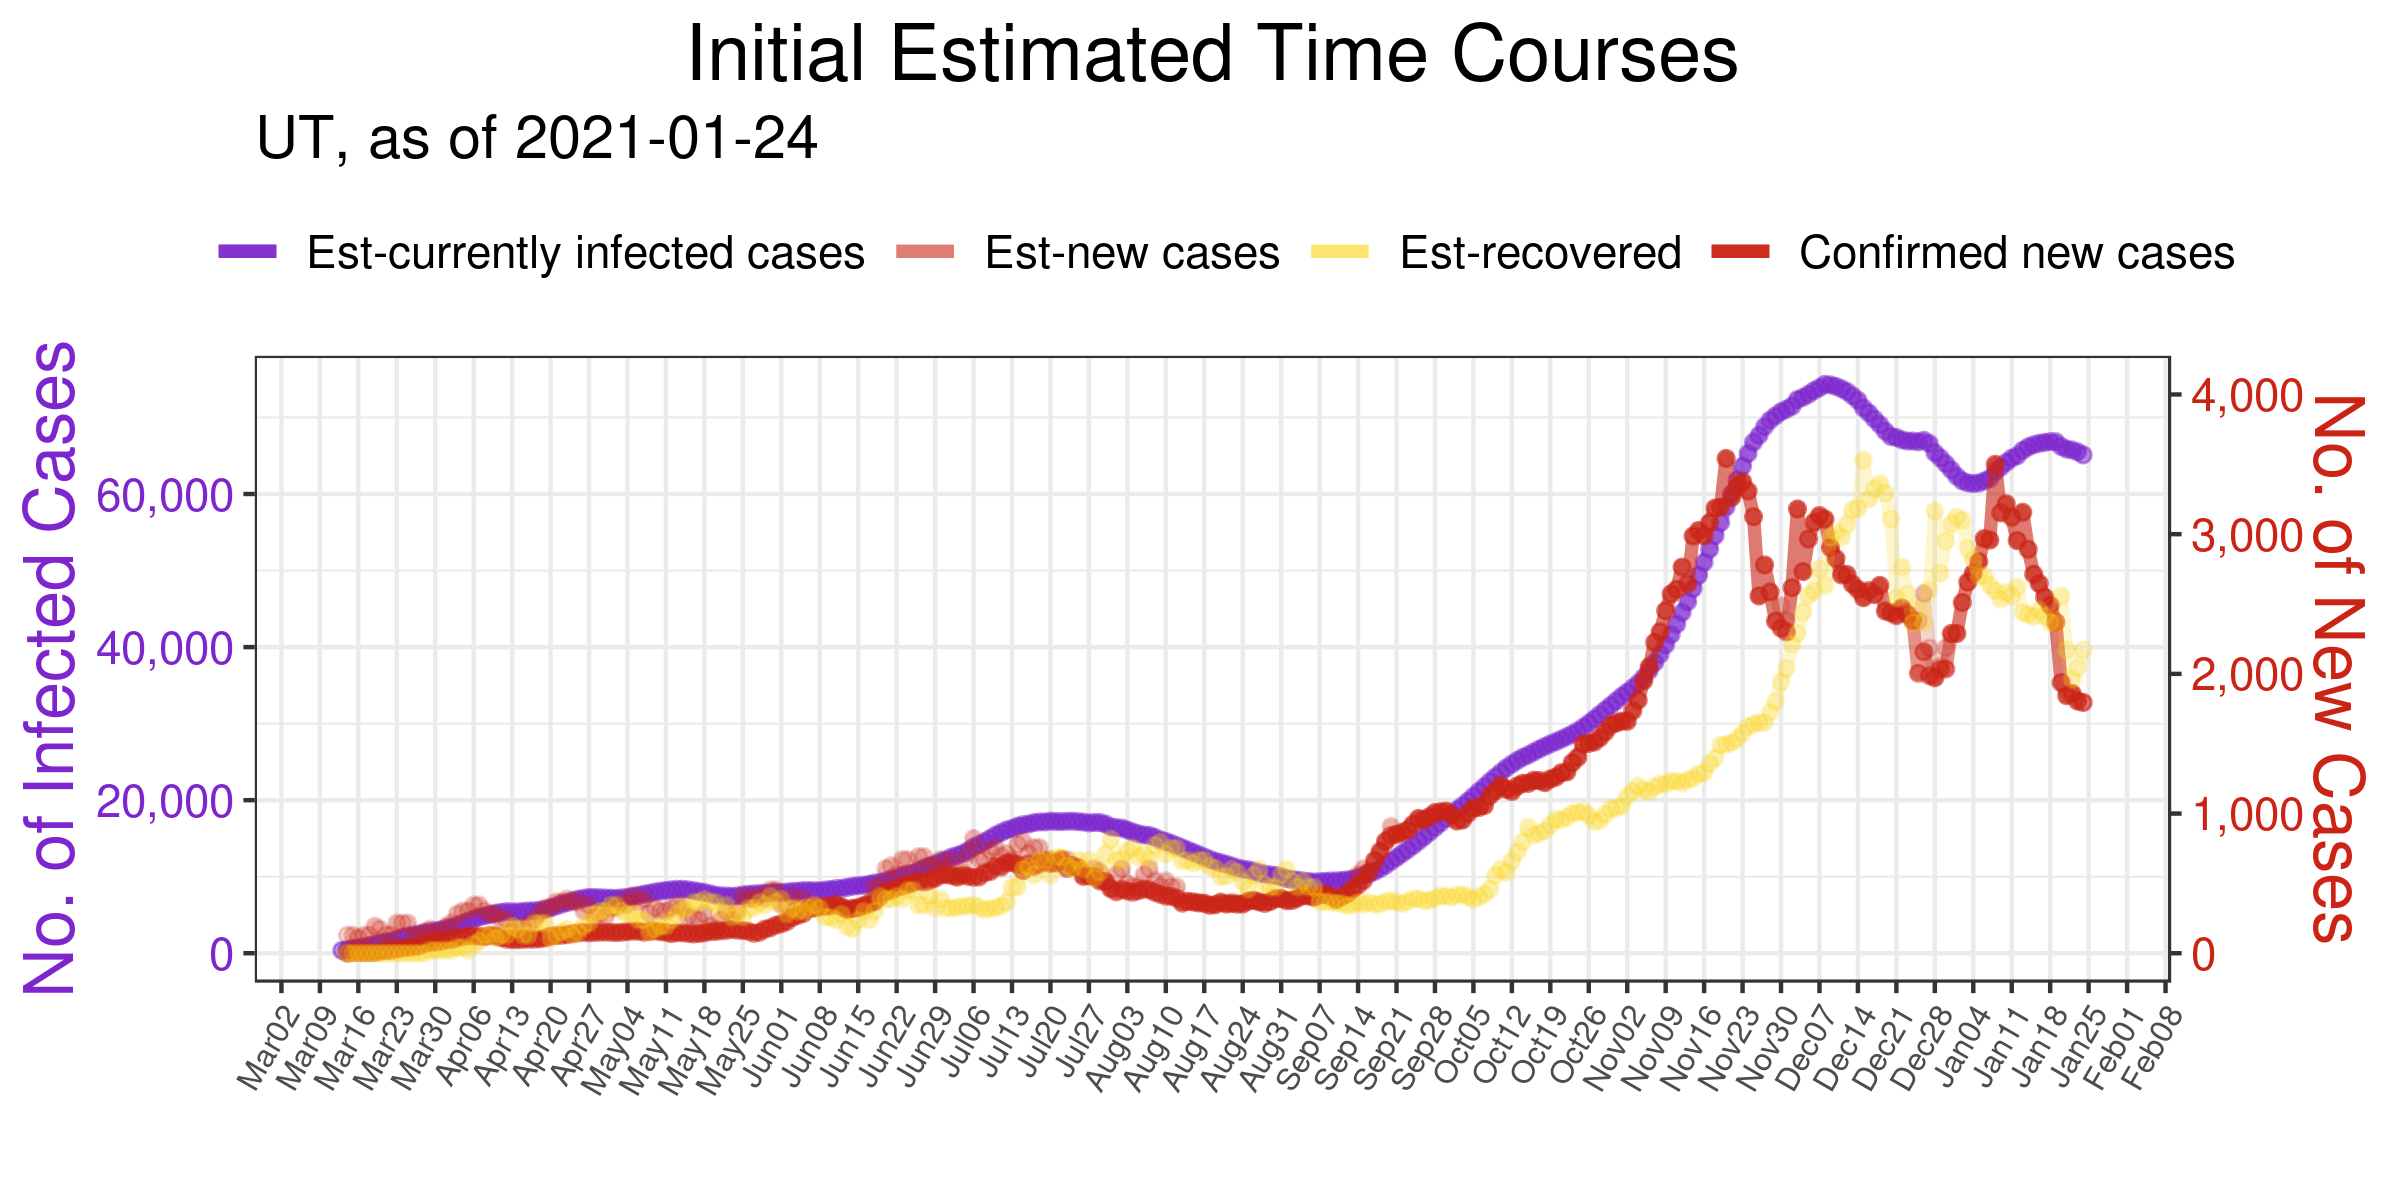 Initial Estimated Time Courses
UT, as of 2021-01-24
Est-currently infected cases Est-new cases Est-recovered Confirmed new cases
No. of Infected Cases
60,000
40,000
20,000
0
4,000
3,000
2,000
1,000
0
No. of New Cases
Mar02 Mar09 Mar16 Mar23 Mar30 Apr06 Apr13 Apr20 Apr27 May04 May11 May18 May25 Jun01 Jun08 Jun15 Jun22 Jun29 Jul06 Jul13 Jul20 Jul27 Aug03 Aug10 Aug17 Aug24 Aug31 Sep07 Sep14 Sep21 Sep28 Oct05 Oct12 Oct19 Oct26 Nov02 Nov09 Nov16 Nov23 Nov30 Dec07 Dec14 Dec21 Dec28 Jan04 Jan11 Jan18 Jan25 Feb01 Feb08